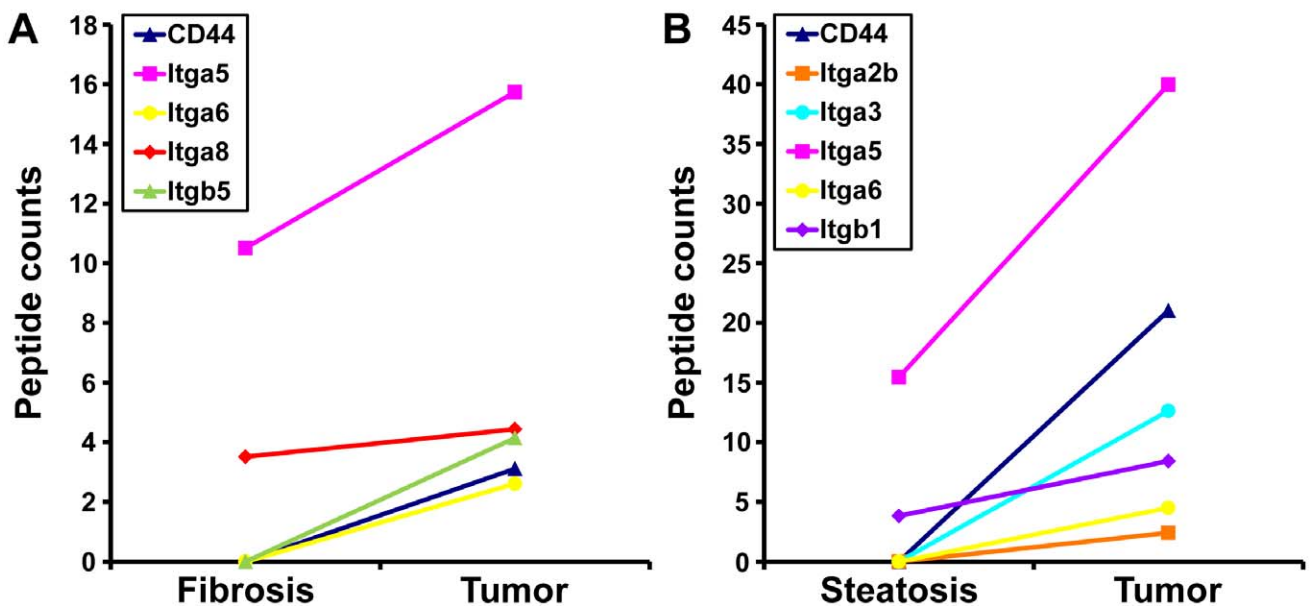 A
Peptide counts
18
16
14
12
10
8
6
4
2
0
CD44
Itga5
Itga6
Itga8
Itgb5
Fibrosis
Tumor
B
Peptide counts
45
40
35
30
25
20
15
10
5
0
CD44
Itga2b
Itga3
Itga5
Itga6
Itgb1
Steatosis
Tumor